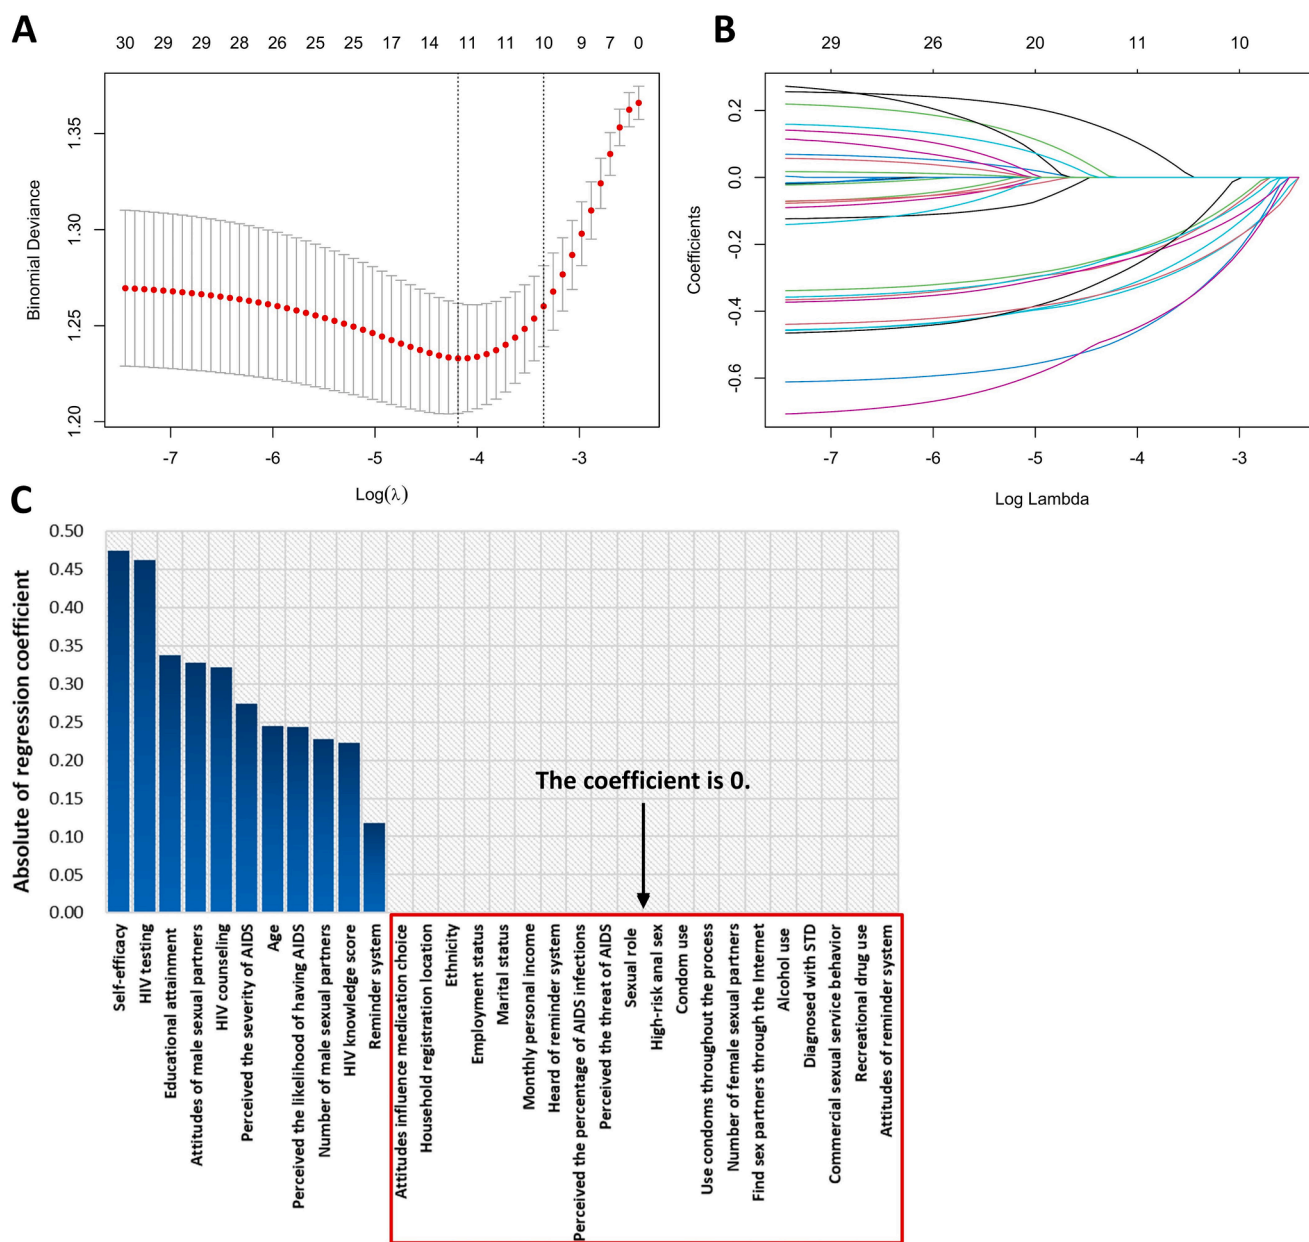 A
30 29 29 28 26 25 25 17 14 11 11 10 9 7 0
Binomial Deviance
1.35
1.30
1.25
1.20
-7 -6 -5 -4 -3
Log(λ)
B
29 26 20 11 10
Coefficients
0.2
0.0
-0.2
-0.4
-0.6
-7 -6 -5 -4 -3
Log Lambda
C
Absolute of regression coefficient
0.50
0.45
0.40
0.35
0.30
0.25
0.20
0.15
0.10
0.05
0.00
The coefficient is 0.
Self-efficacy
HIV testing
Educational attainment
Attitudes of male sexual partners
HIV counseling
Perceived the severity of AIDS
Age
Perceived the likelihood of having AIDS
Number of male sexual partners
HIV knowledge score
Reminder system
Attitudes influence medication choice
Household registration location
Ethnicity
Employment status
Marital status
Monthly personal income
Heard of reminder system
Perceived the percentage of AIDS infections
Perceived the threat of AIDS
Sexual role
High-risk anal sex
Condom use
Use condoms throughout the process
Number of female sexual partners
Find sex partners through the Internet
Alcohol use
Diagnosed with STD
Commercial sexual service behavior
Recreational drug use
Attitudes of reminder system